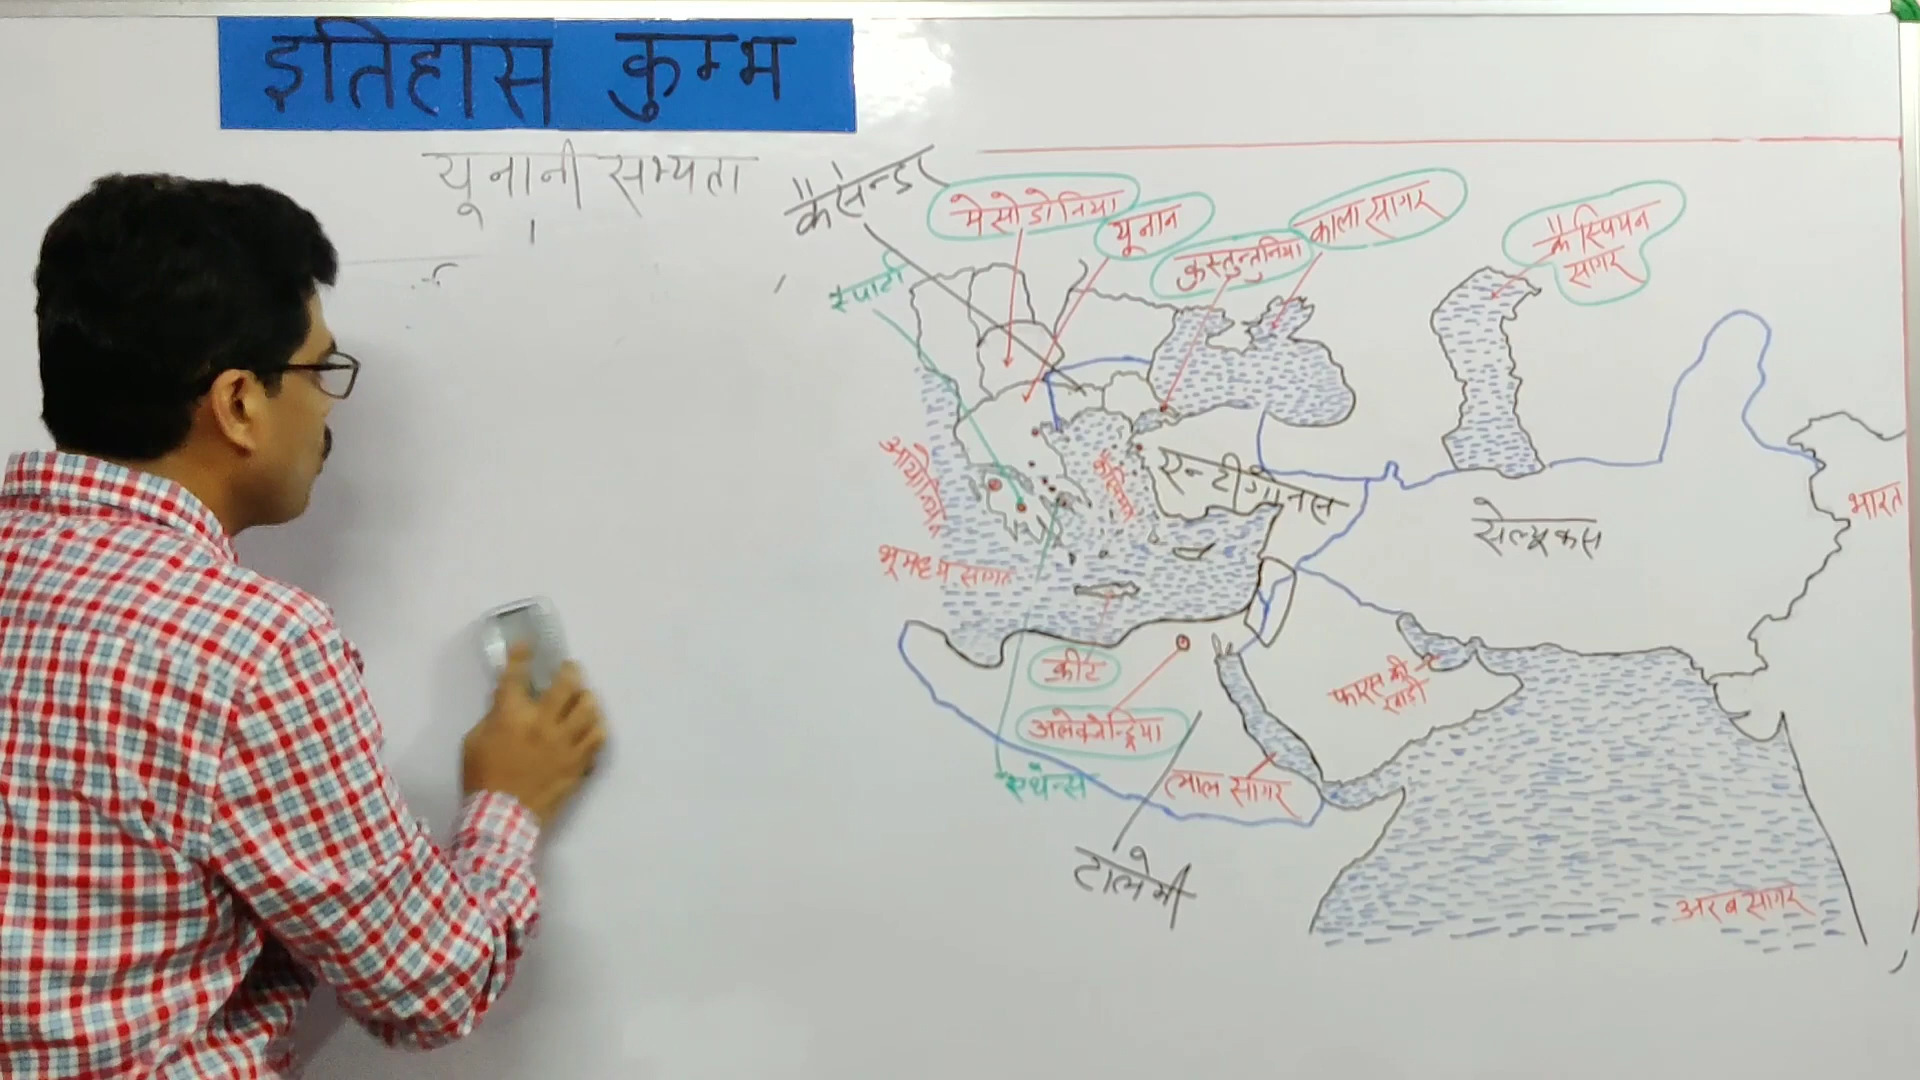 इतिहास कुम्भ
यूनानी सभ्यता
कैसेन्डर
मेसोडोनिया
यूनान
कुस्तुन्तुनिया
काला सागर
कैस्पियन
सागर
स्पार्टा
आयोनियन
एन्टीगोनस
सेल्यूकस
भारत
भूमध्य सागर
क्रीट
फारस की
खाड़ी
अलेक्जेन्ड्रिया
एथेन्स
लाल सागर
टालेमी
अरब सागर